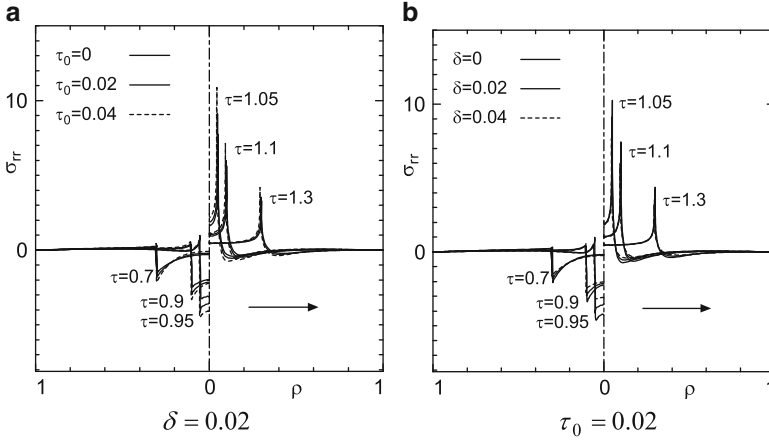 a
τ₀=0
τ₀=0.02
τ₀=0.04
10
0
σrr
τ=1.05
τ=1.1
τ=1.3
τ=0.7
τ=0.9
τ=0.95
1
0
ρ
1
δ = 0.02
b
δ=0
δ=0.02
δ=0.04
10
0
σrr
τ=1.05
τ=1.1
τ=1.3
τ=0.7
τ=0.9
τ=0.95
1
0
ρ
1
τ₀ = 0.02